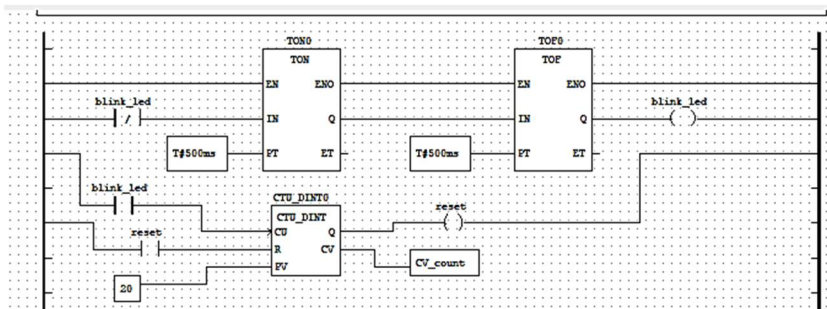 TON0 TOF0
TON TOF
EN ENO EN ENO
blink_led blink_led
IN Q IN Q
T#500ms PT ET T#500ms PT ET
blink_led
CTU_DINT0
CTU_DINT reset
CU Q
reset
R CV CV_count
PV
20